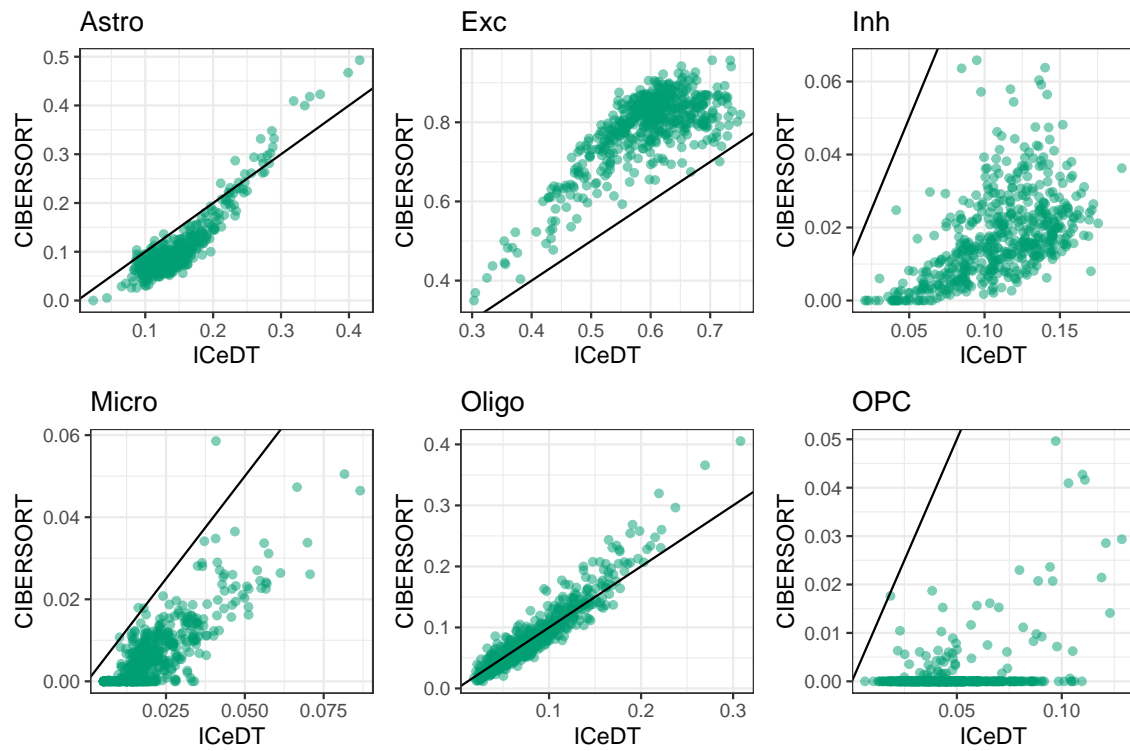 Astro
Exc
Inh
0.5
0.4
0.3
0.2
0.1
0.0
CIBERSORT
0.1
0.2
0.3
0.4
ICeDT
0.8
0.6
0.4
CIBERSORT
0.3
0.4
0.5
0.6
0.7
ICeDT
0.06
0.04
0.02
0.00
CIBERSORT
0.05
0.10
0.15
ICeDT
Micro
Oligo
OPC
0.06
0.04
0.02
0.00
CIBERSORT
0.025
0.050
0.075
ICeDT
0.4
0.3
0.2
0.1
0.0
CIBERSORT
0.1
0.2
0.3
ICeDT
0.05
0.04
0.03
0.02
0.01
0.00
CIBERSORT
0.05
0.10
ICeDT